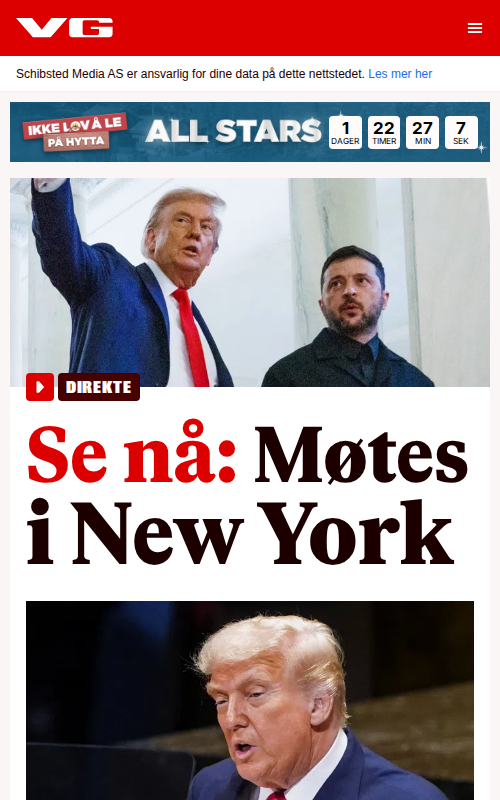 VG
Schibsted Media AS er ansvarlig for dine data på dette nettstedet. Les mer her
IKKE LOV Å LE
PÅ HYTTA
ALL STARS
1
DAGER
22
TIMER
27
MIN
7
SEK
DIREKTE
Se nå: Møtes
i New York